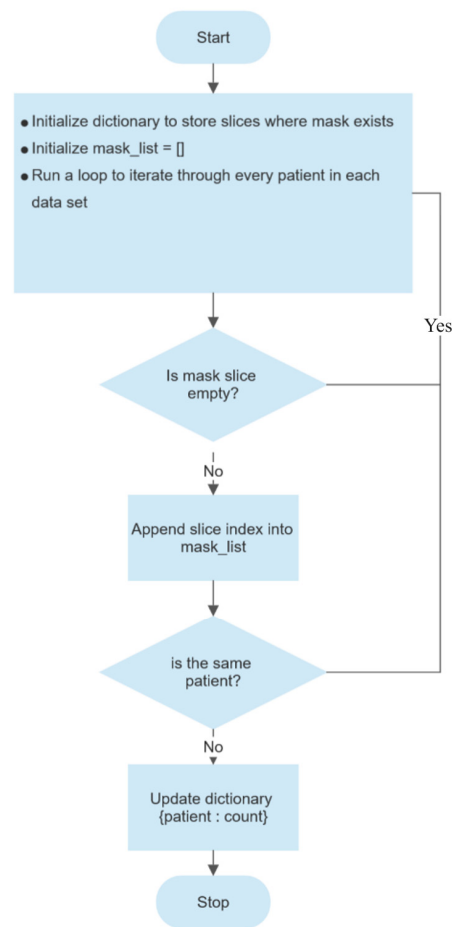 Start
● Initialize dictionary to store slices where mask exists
● Initialize mask_list = []
● Run a loop to iterate through every patient in each
data set
Yes
Is mask slice
empty?
No
Append slice index into
mask_list
is the same
patient?
No
Update dictionary
{patient : count}
Stop